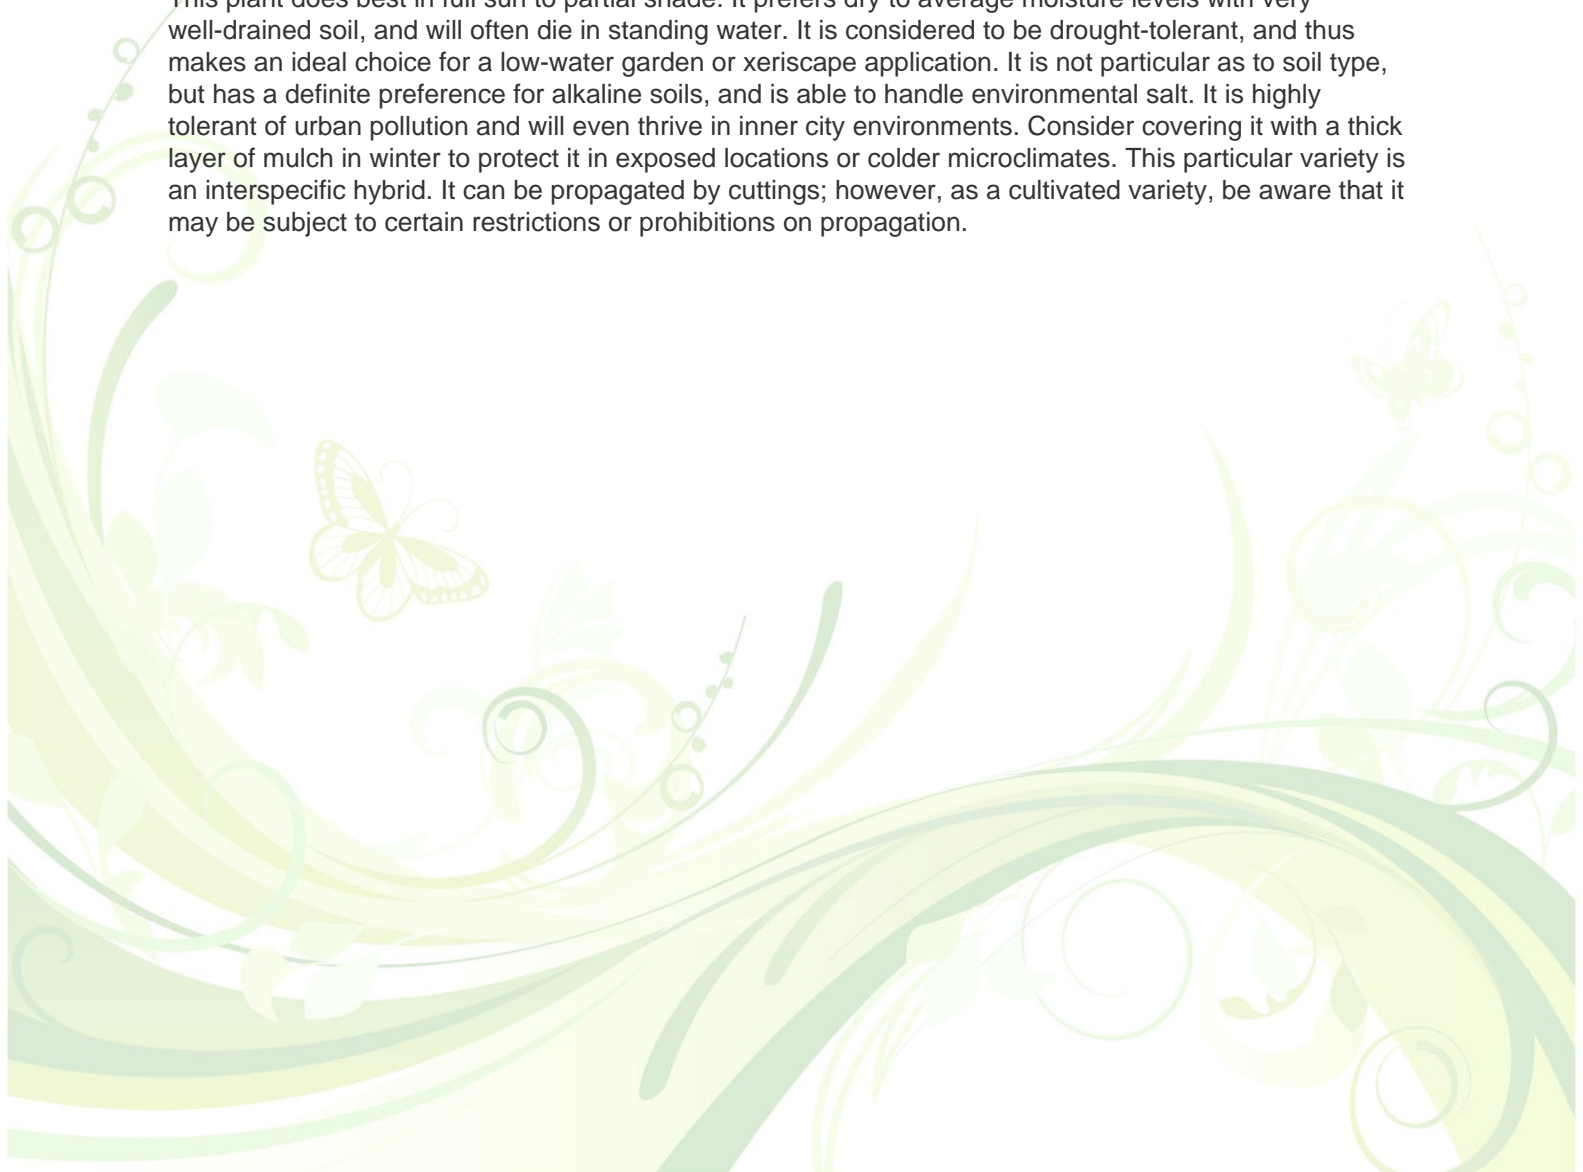 This plant does best in full sun to partial shade. It prefers dry to average moisture levels with very
well-drained soil, and will often die in standing water. It is considered to be drought-tolerant, and thus
makes an ideal choice for a low-water garden or xeriscape application. It is not particular as to soil type,
but has a definite preference for alkaline soils, and is able to handle environmental salt. It is highly
tolerant of urban pollution and will even thrive in inner city environments. Consider covering it with a thick
layer of mulch in winter to protect it in exposed locations or colder microclimates. This particular variety is
an interspecific hybrid. It can be propagated by cuttings; however, as a cultivated variety, be aware that it
may be subject to certain restrictions or prohibitions on propagation.